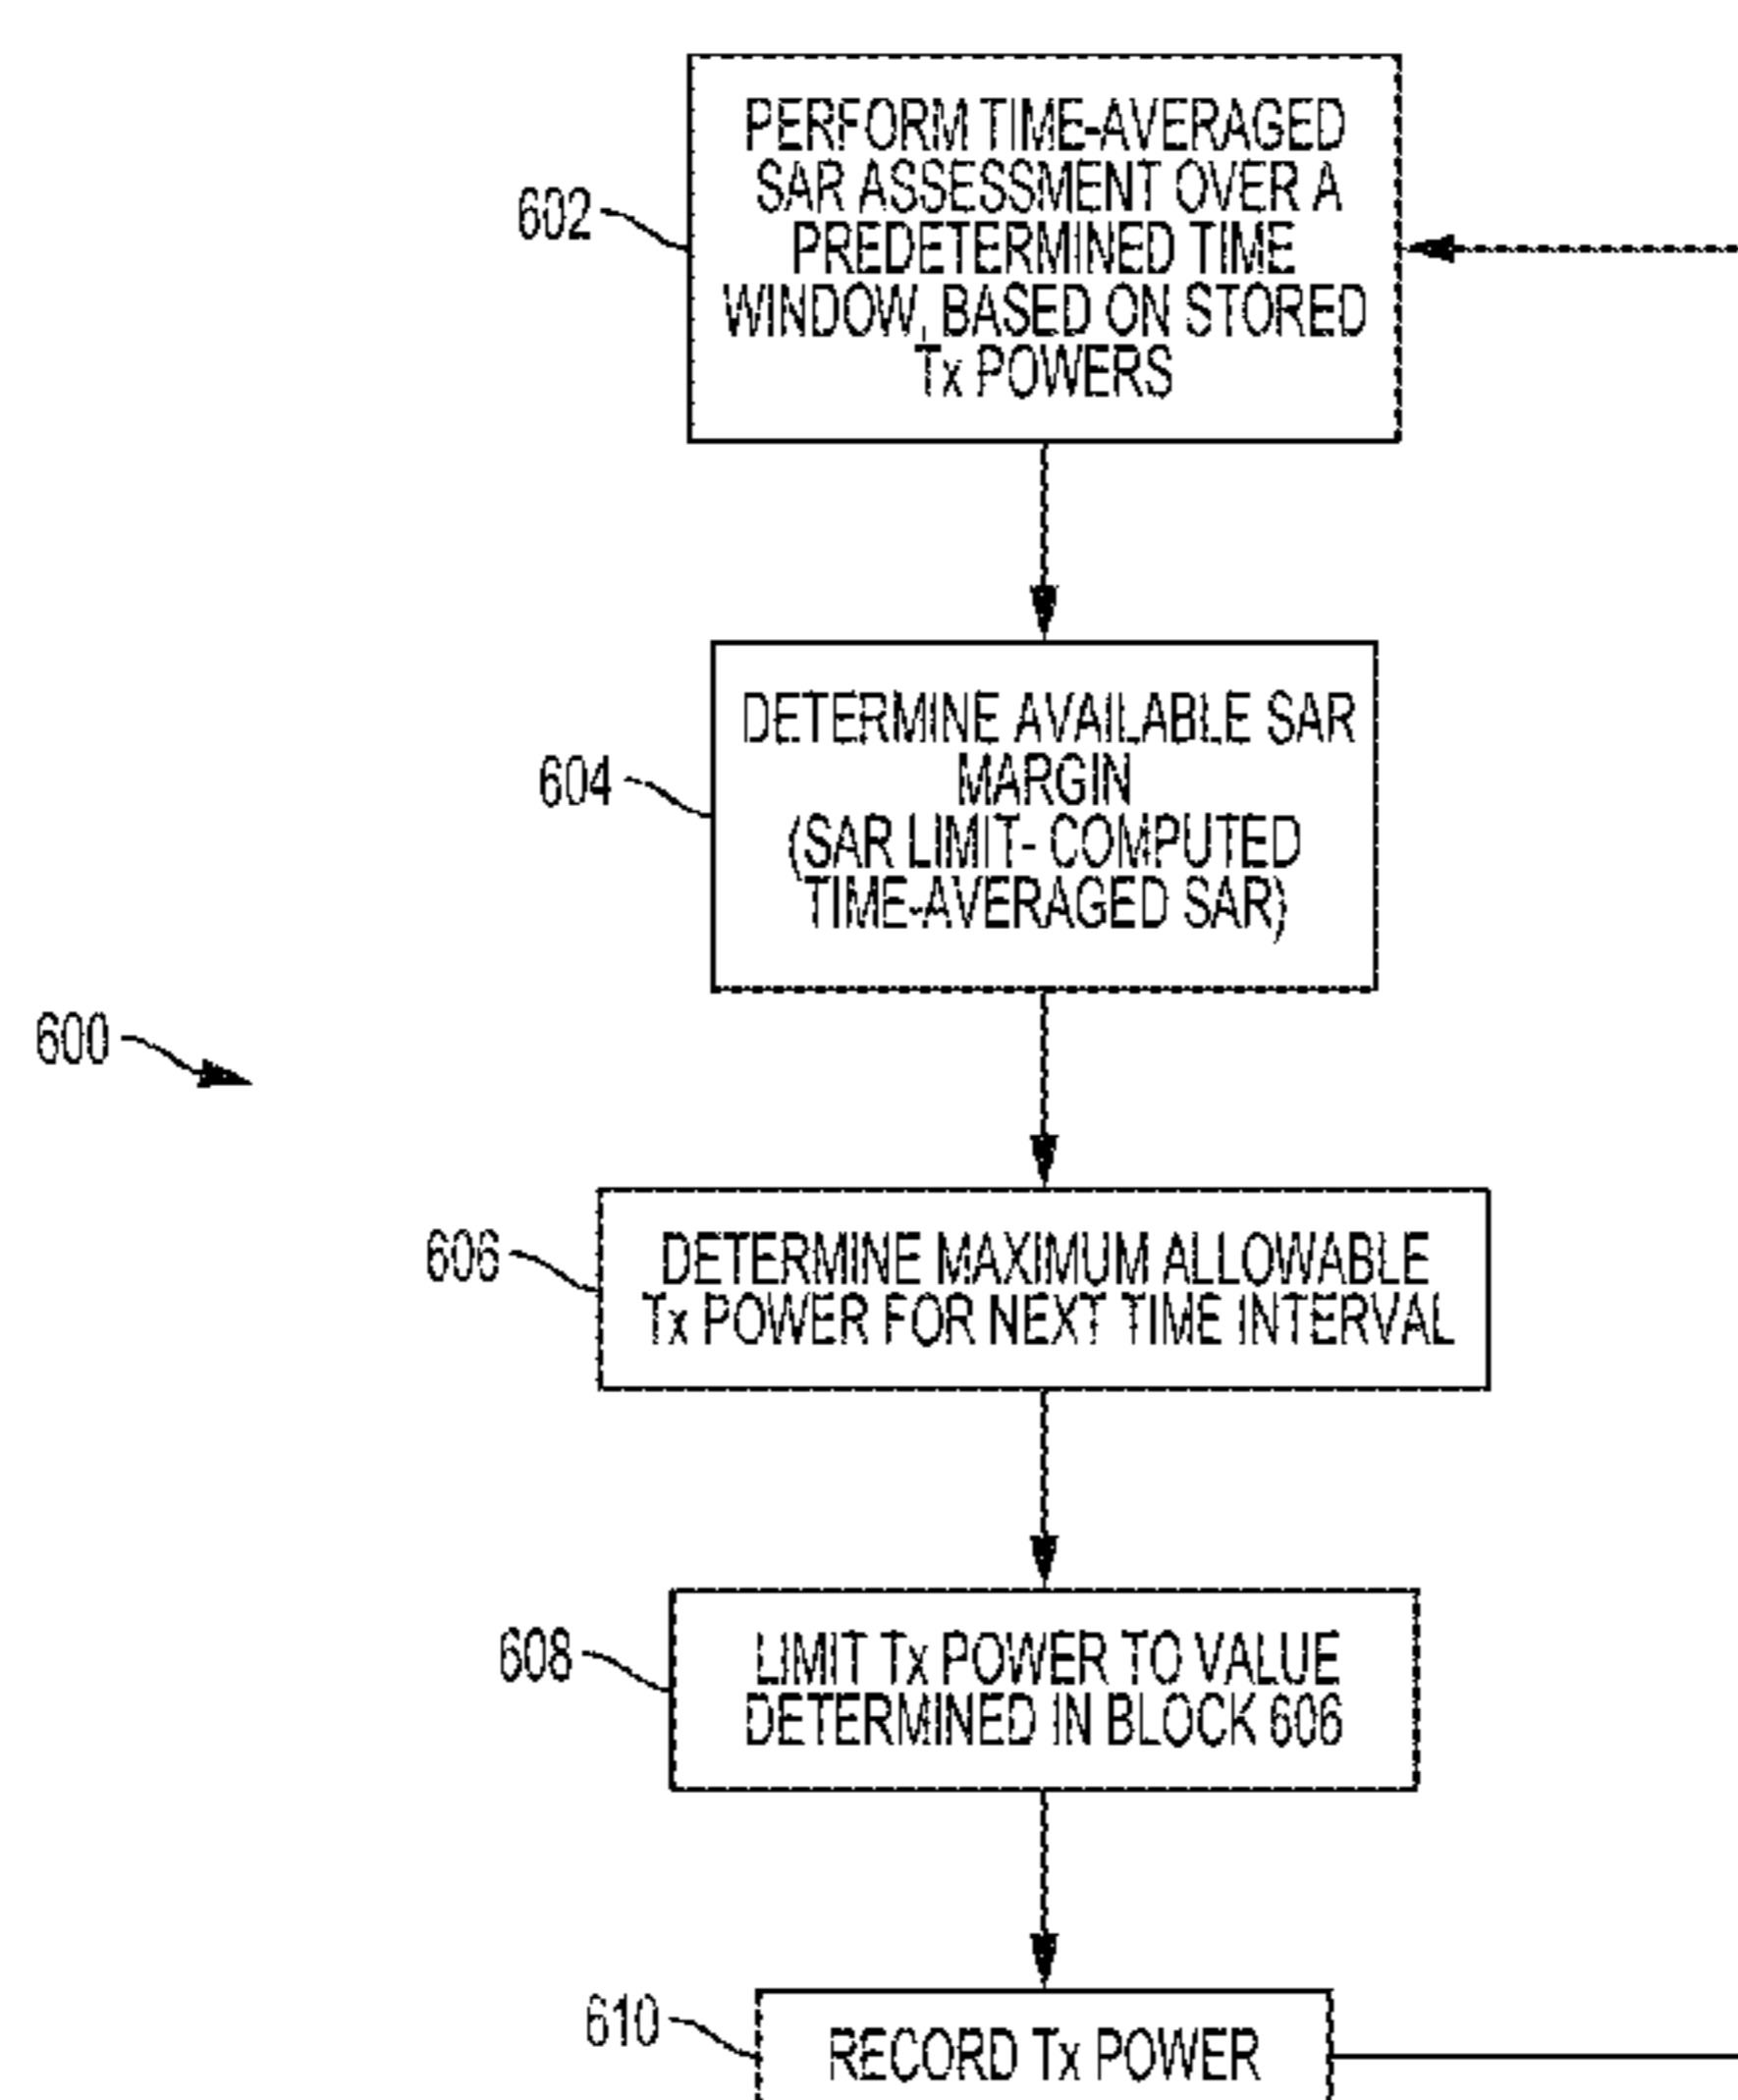 602
PERFORM TIME-AVERAGED
SAR ASSESSMENT OVER A
PREDETERMINED TIME
WINDOW, BASED ON STORED
Tx POWERS
604
DETERMINE AVAILABLE SAR
MARGIN
(SAR LIMIT- COMPUTED
TIME-AVERAGED SAR)
600
606
DETERMINE MAXIMUM ALLOWABLE
Tx POWER FOR NEXT TIME INTERVAL
608
LIMIT Tx POWER TO VALUE
DETERMINED IN BLOCK 606
610
RECORD Tx POWER